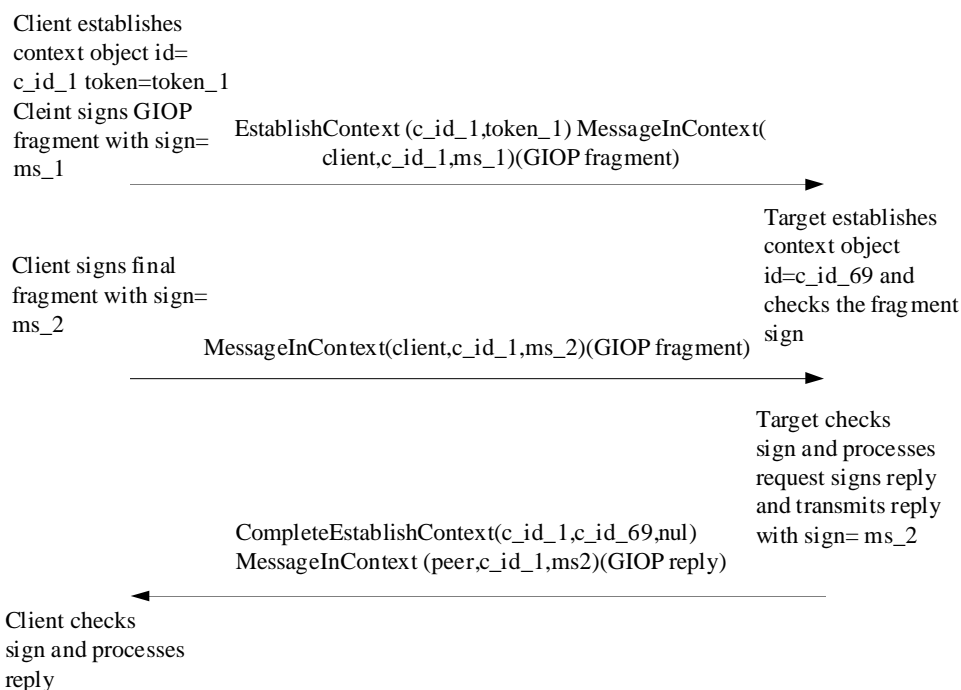 Client establishes
context object id=
c_id_1 token=token_1
Cleint signs GIOP
fragment with sign=
ms_1
EstablishContext (c_id_1,token_1) MessageInContext(
client,c_id_1,ms_1)(GIOP fragment)
Target establishes
context object
id=c_id_69 and
checks the fragment
sign
Client signs final
fragment with sign=
ms_2
MessageInContext(client,c_id_1,ms_2)(GIOP fragment)
Target checks
sign and processes
request signs reply
and transmits reply
with sign= ms_2
CompleteEstablishContext(c_id_1,c_id_69,nul)
MessageInContext (peer,c_id_1,ms2)(GIOP reply)
Client checks
sign and processes
reply